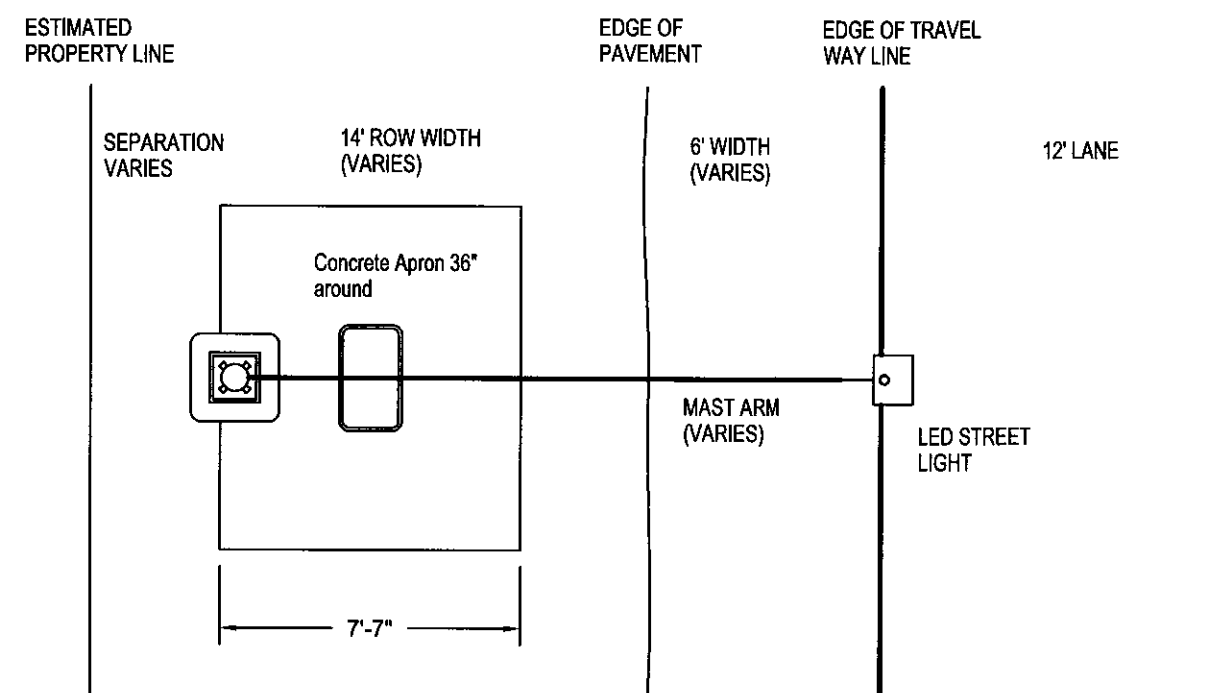 ESTIMATED
PROPERTY LINE
EDGE OF
PAVEMENT
EDGE OF TRAVEL
WAY LINE
SEPARATION
VARIES
14' ROW WIDTH
(VARIES)
6' WIDTH
(VARIES)
12' LANE
Concrete Apron 36"
around
MAST ARM
(VARIES)
LED STREET
LIGHT
7'-7"